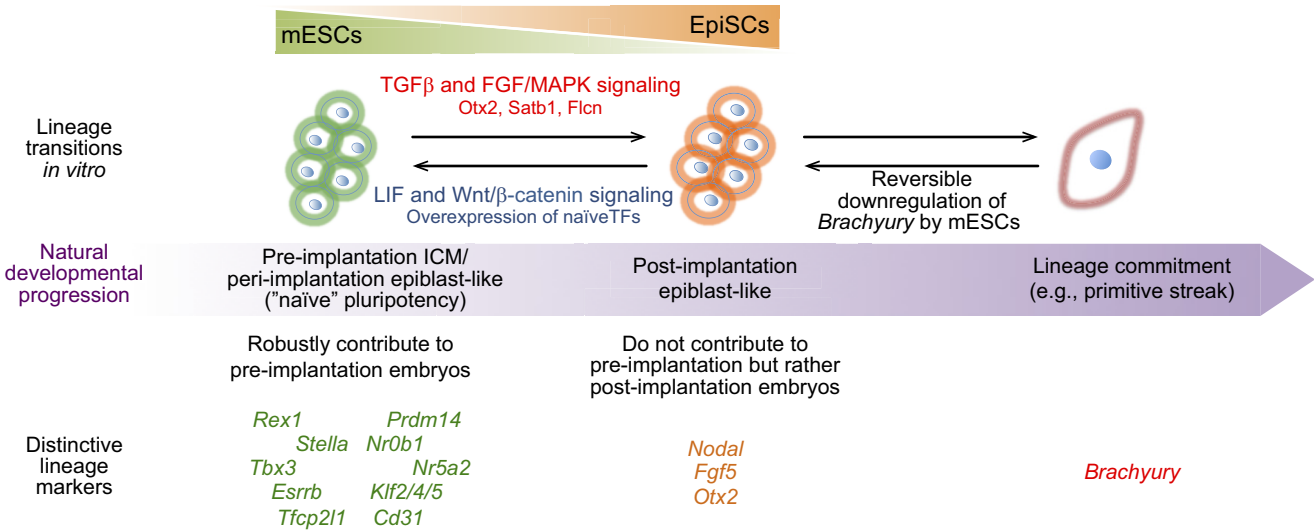 mESCs
EpiSCs
TGFβ and FGF/MAPK signaling
Otx2, Satb1, Flcn
Lineage
transitions
in vitro
LIF and Wnt/β-catenin signaling
Overexpression of naïveTFs
Reversible
downregulation of
Brachyury by mESCs
Natural
developmental
progression
Pre-implantation ICM/
peri-implantation epiblast-like
("naïve" pluripotency)
Post-implantation
epiblast-like
Lineage commitment
(e.g., primitive streak)
Robustly contribute to
pre-implantation embryos
Do not contribute to
pre-implantation but rather
post-implantation embryos
Distinctive
lineage
markers
Rex1 Prdm14
Stella Nr0b1
Tbx3 Nr5a2
Esrrb Klf2/4/5
Tfcp2l1 Cd31
Nodal
Fgf5
Otx2
Brachyury